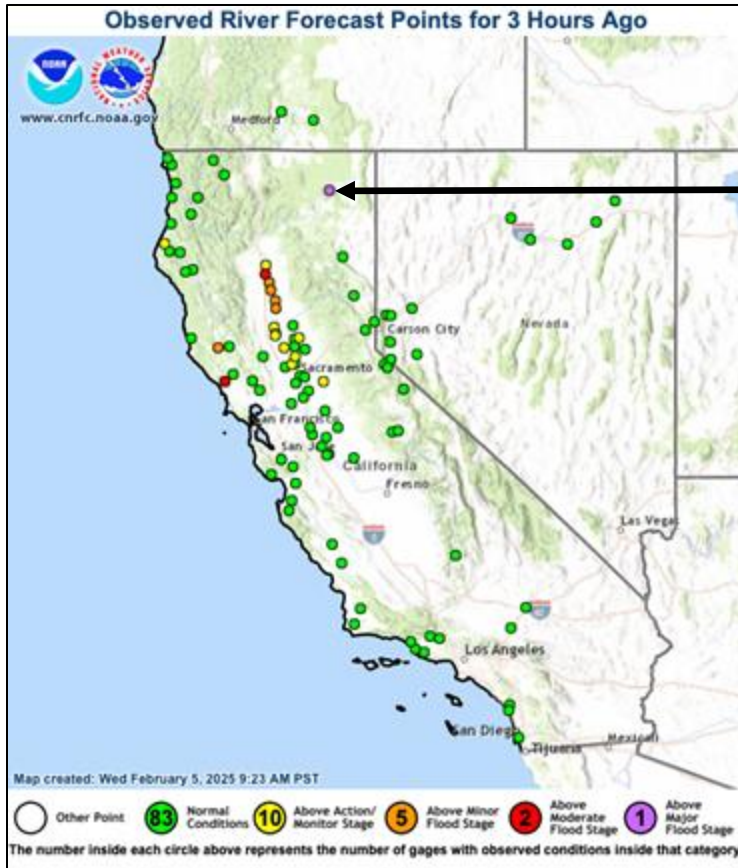 Observed River Forecast Points for 3 Hours Ago
NOAA
www.cnrfc.noaa.gov
Medford
Carson City
Nevada
Sacramento
San Francisco
San Jose
California
Fresno
Las Vegas
Los Angeles
San Diego
Tijuana
Mexicali
Map created: Wed February 5, 2025 9:23 AM PST
Other Point
83 Normal Conditions
10 Above Action/ Monitor Stage
5 Above Minor Flood Stage
2 Above Moderate Flood Stage
1 Above Major Flood Stage
The number inside each circle above represents the number of gages with observed conditions inside that category